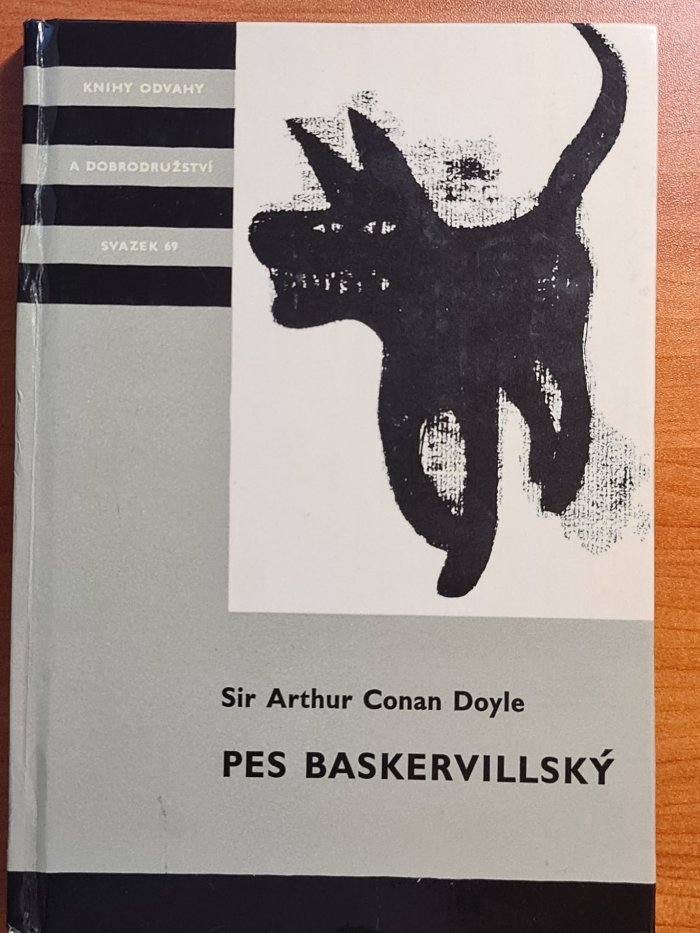 KNIHY ODVAHY
A DOBRODRUŽSTVÍ
SVAZEK 69
Sir Arthur Conan Doyle
PES BASKERVILLSKÝ